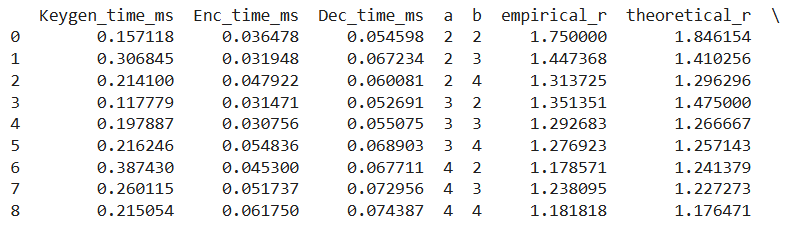 Keygen_time_ms Enc_time_ms Dec_time_ms a b empirical_r theoretical_r \
0 0.157118 0.036478 0.054598 2 2 1.750000 1.846154
1 0.306845 0.031948 0.067234 2 3 1.447368 1.410256
2 0.214100 0.047922 0.060081 2 4 1.313725 1.296296
3 0.117779 0.031471 0.052691 3 2 1.351351 1.475000
4 0.197887 0.030756 0.055075 3 3 1.292683 1.266667
5 0.216246 0.054836 0.068903 3 4 1.276923 1.257143
6 0.387430 0.045300 0.067711 4 2 1.178571 1.241379
7 0.260115 0.051737 0.072956 4 3 1.238095 1.227273
8 0.215054 0.061750 0.074387 4 4 1.181818 1.176471